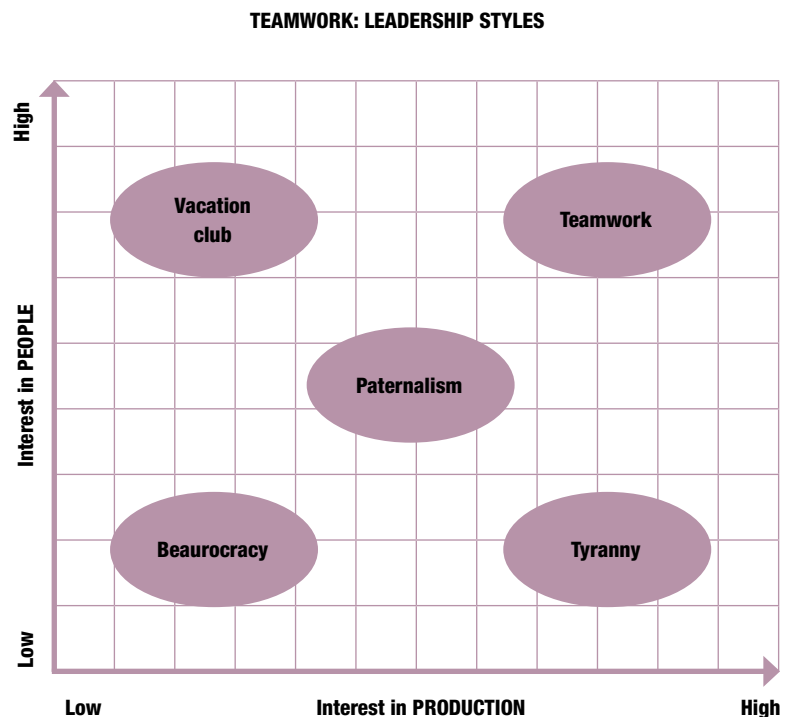 TEAMWORK: LEADERSHIP STYLES
High
Vacation
club
Teamwork
Interest in PEOPLE
Paternalism
Beaurocracy
Tyranny
Low
Low
Interest in PRODUCTION
High